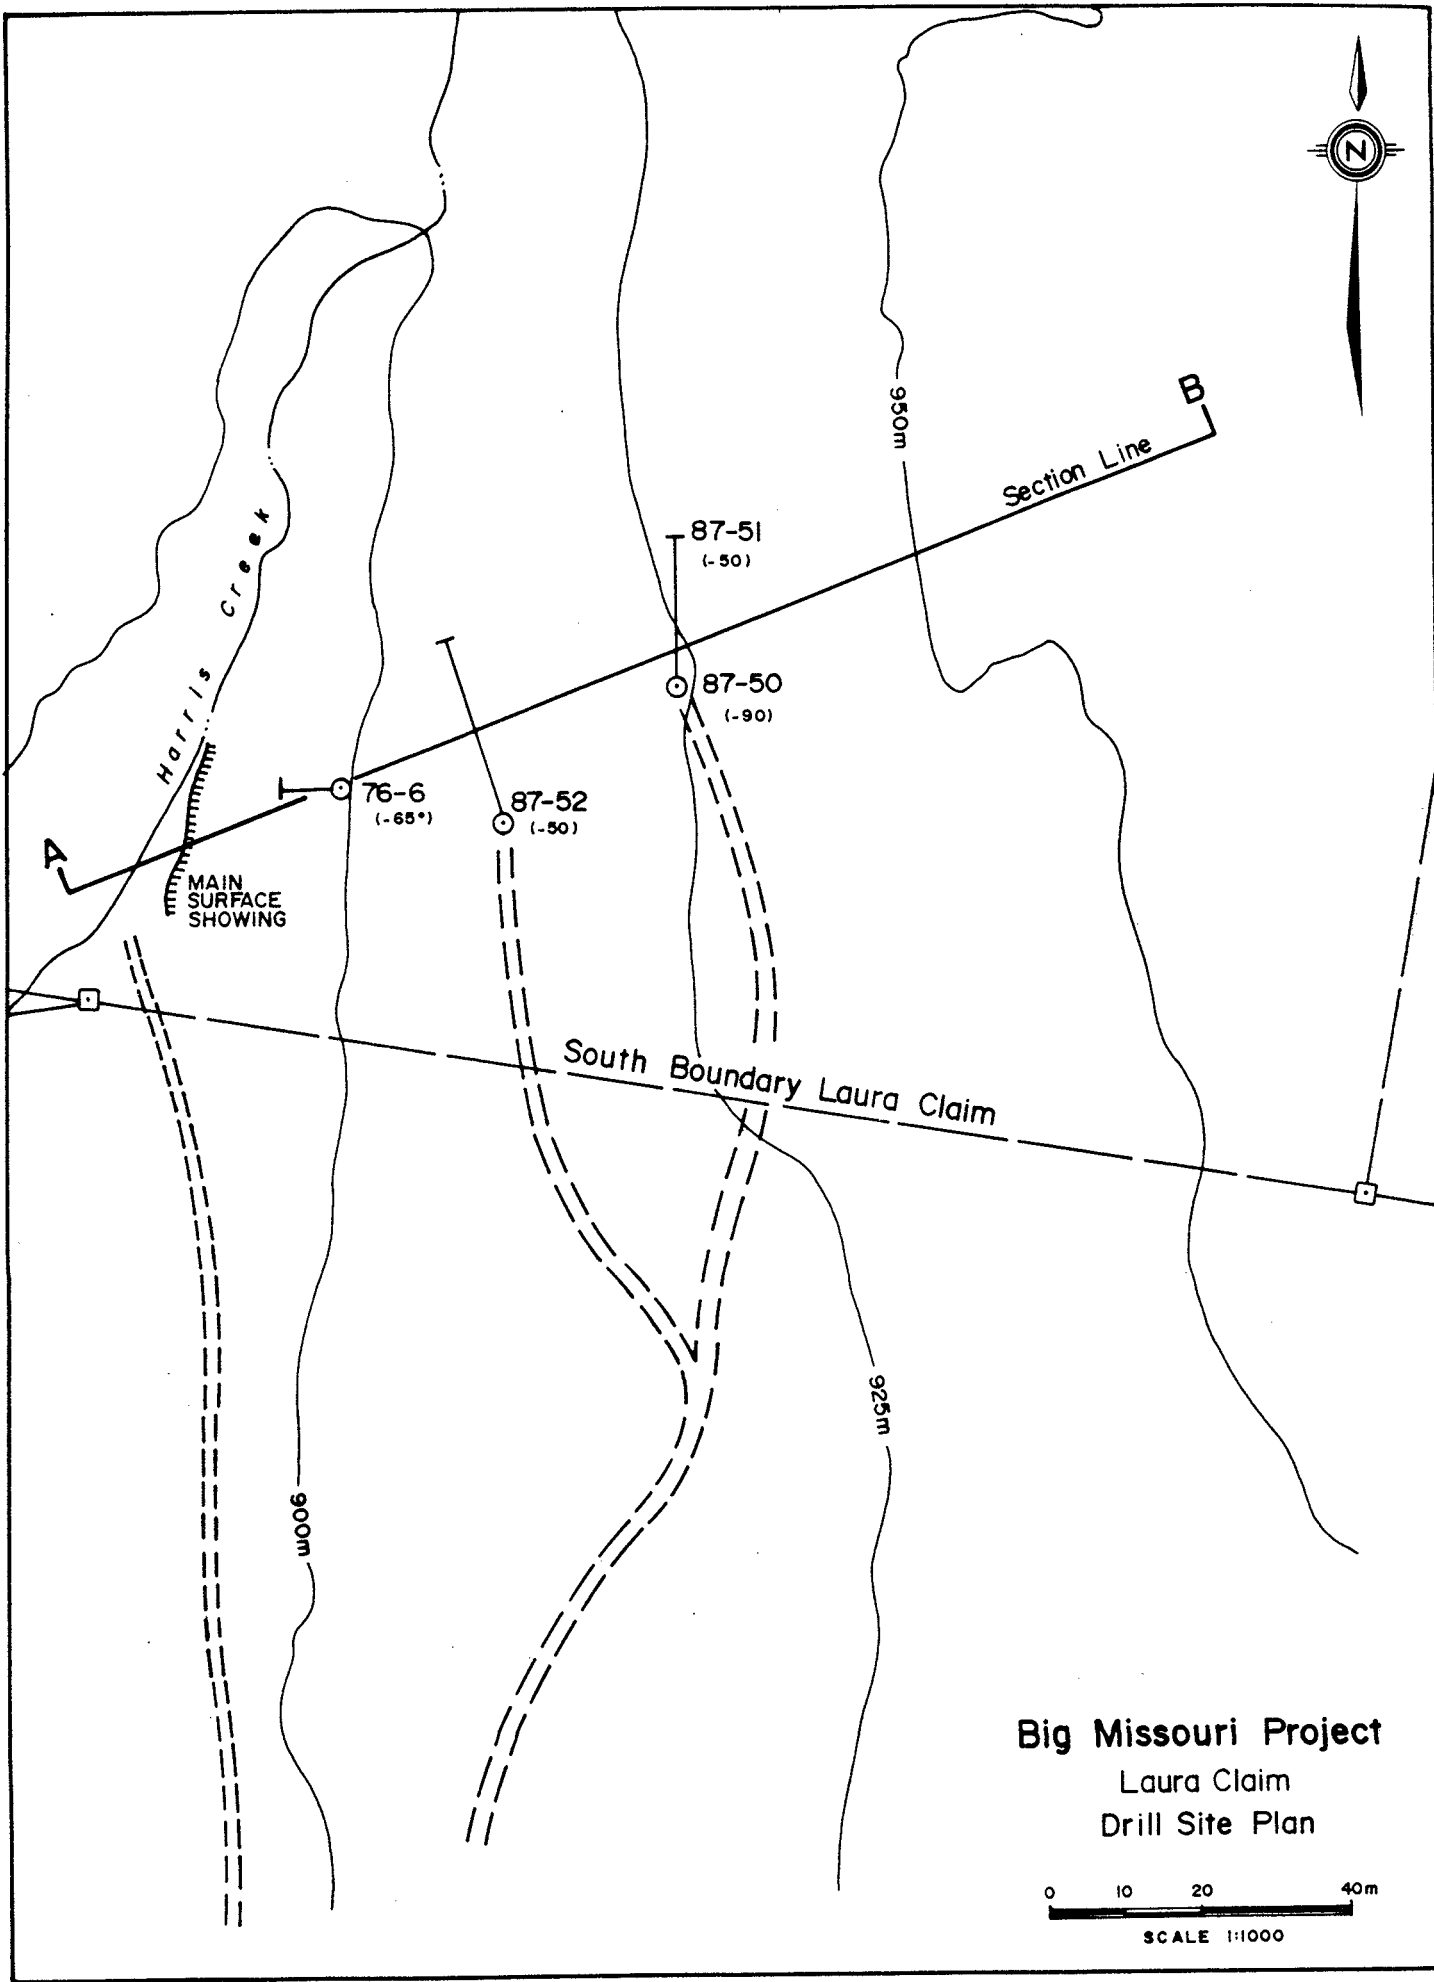 N
B
950m
Section Line
87-51
(-50)
Harris Creek
87-50
(-90)
76-6
(-65°)
87-52
(-50)
A
MAIN
SURFACE
SHOWING
South Boundary Laura Claim
925m
900m
Big Missouri Project
Laura Claim
Drill Site Plan
0 10 20 40m
SCALE 1:1000